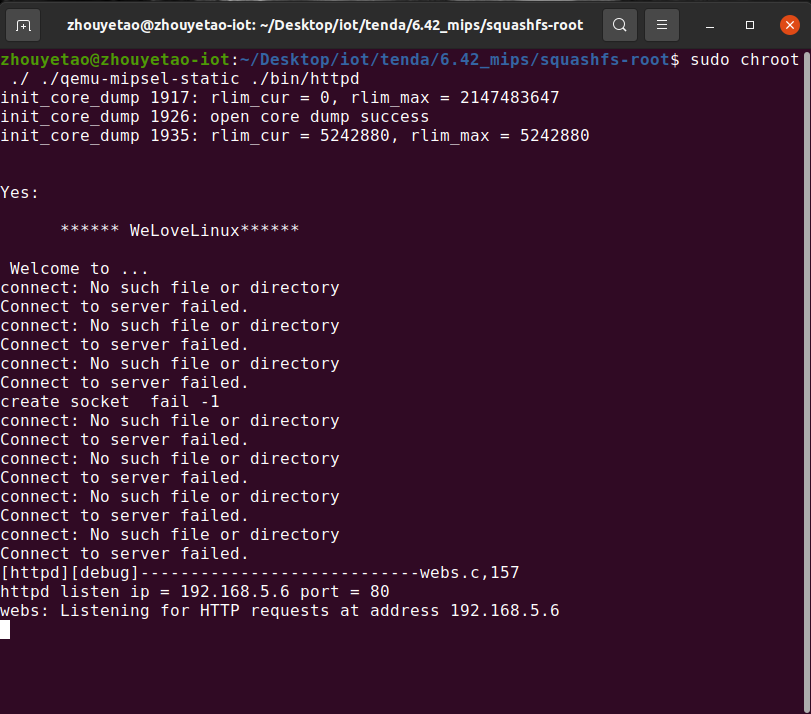 zhouyetao@zhouyetao-iot: ~/Desktop/iot/tenda/6.42_mips/squashfs-root
zhouyetao@zhouyetao-iot:~/Desktop/iot/tenda/6.42_mips/squashfs-root$ sudo chroot
 ./ ./qemu-mipsel-static ./bin/httpd
init_core_dump 1917: rlim_cur = 0, rlim_max = 2147483647
init_core_dump 1926: open core dump success
init_core_dump 1935: rlim_cur = 5242880, rlim_max = 5242880
Yes:
****** WeLoveLinux******
Welcome to ...
connect: No such file or directory
Connect to server failed.
connect: No such file or directory
Connect to server failed.
connect: No such file or directory
Connect to server failed.
create socket  fail -1
connect: No such file or directory
Connect to server failed.
connect: No such file or directory
Connect to server failed.
connect: No such file or directory
Connect to server failed.
connect: No such file or directory
Connect to server failed.
[httpd][debug]----------------------------webs.c,157
httpd listen ip = 192.168.5.6 port = 80
webs: Listening for HTTP requests at address 192.168.5.6